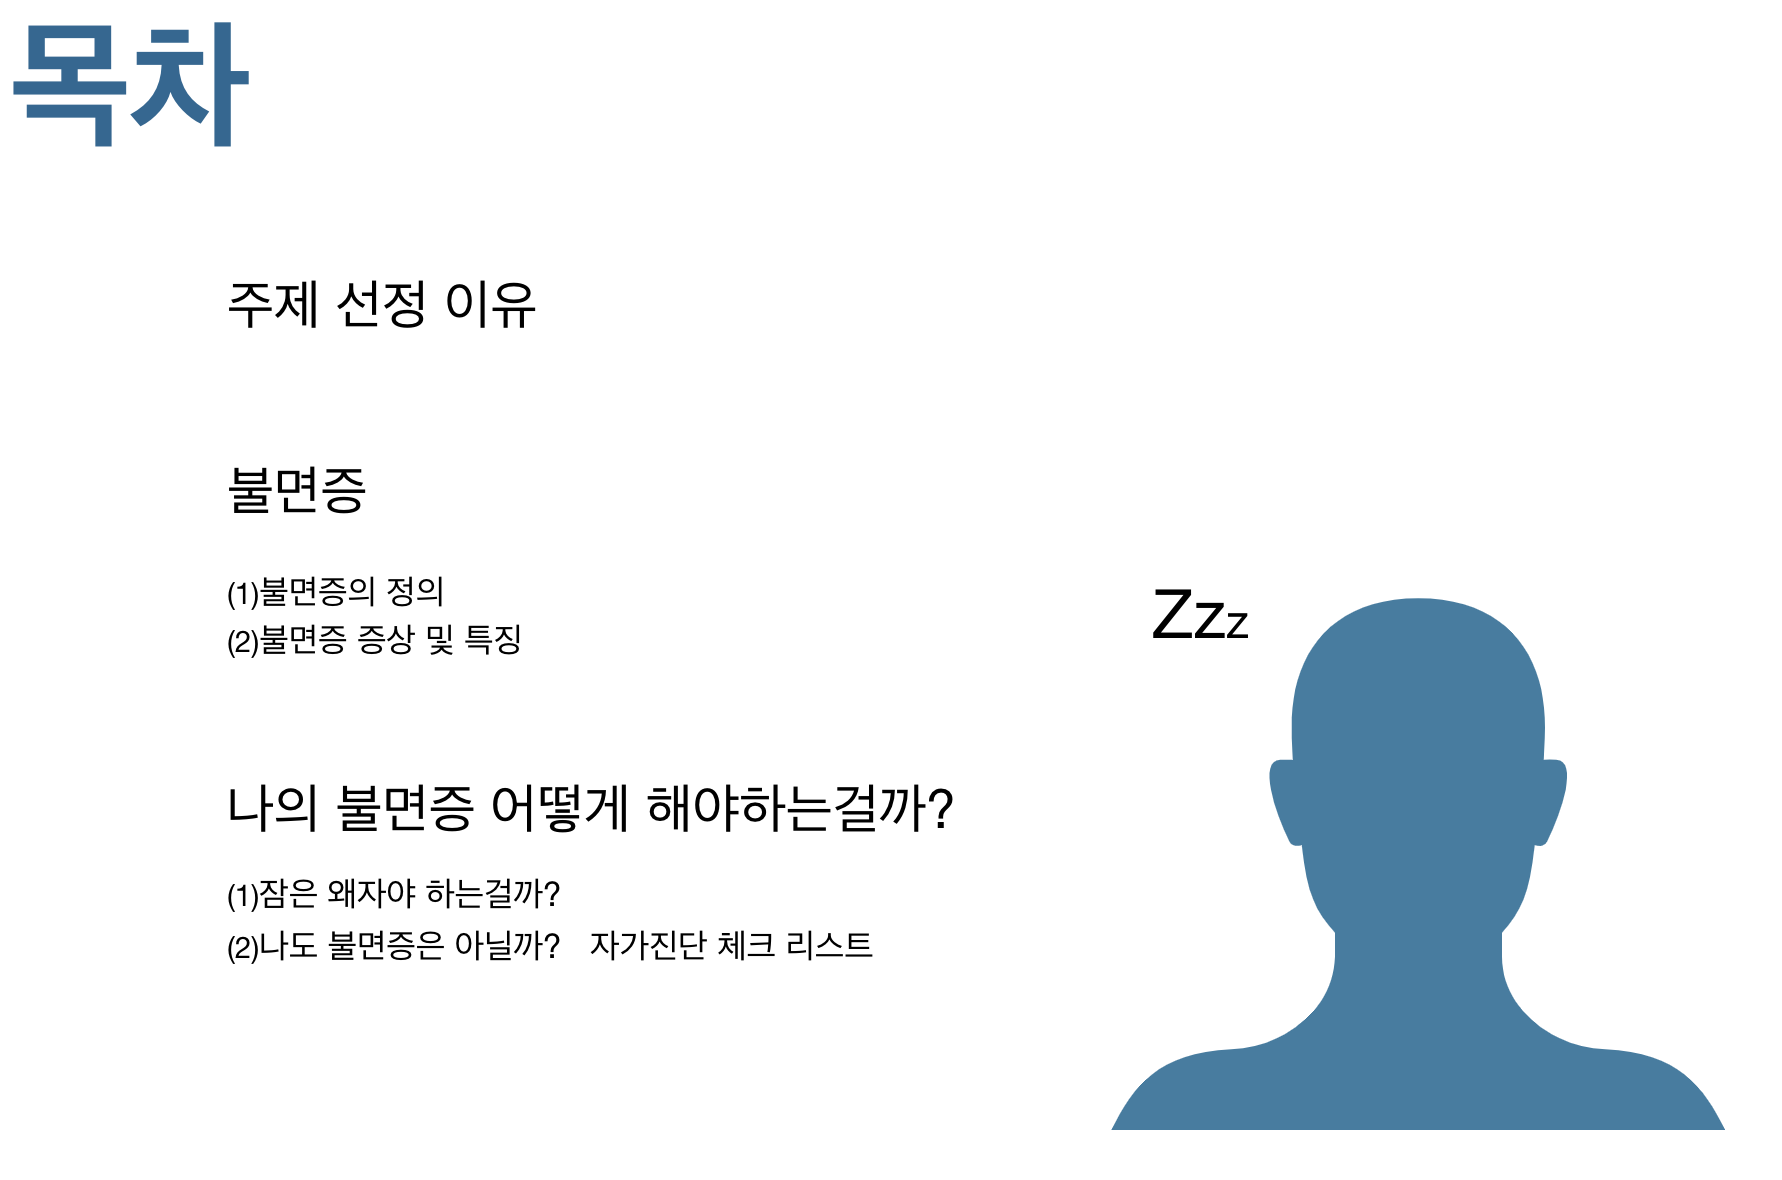 목차
주제 선정 이유
불면증
(1)불면증의 정의
(2)불면증 증상 및 특징
Zzz
나의 불면증 어떻게 해야하는걸까?
(1)잠은 왜자야 하는걸까?
(2)나도 불면증은 아닐까? 자가진단 체크 리스트